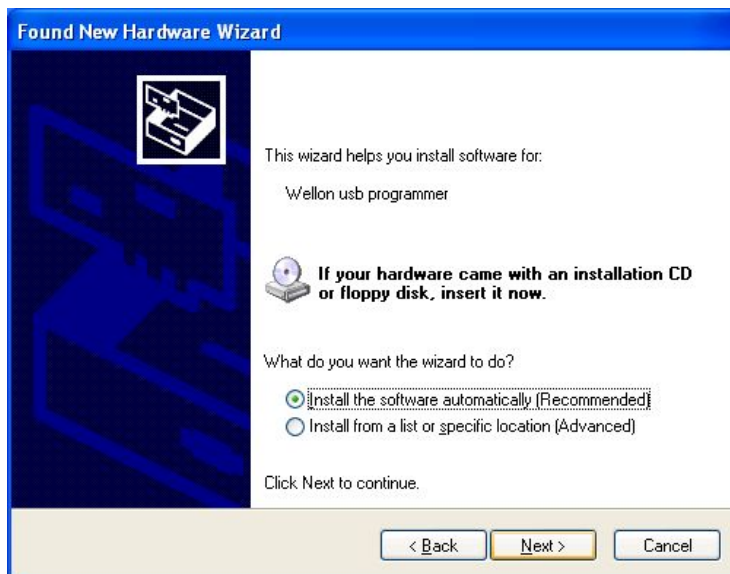 Found New Hardware Wizard
This wizard helps you install software for:
Wellon usb programmer
If your hardware came with an installation CD
or floppy disk, insert it now.
What do you want the wizard to do?
Install the software automatically (Recommended)
Install from a list or specific location (Advanced)
Click Next to continue.
< Back
Next >
Cancel